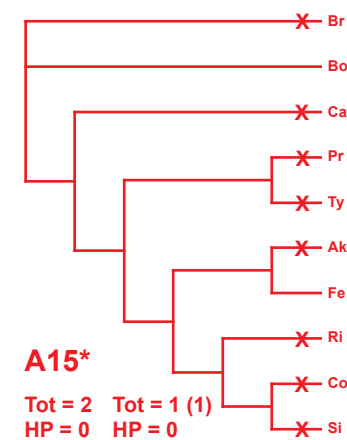 X Br
Bo
X Ca
X Pr
X Ty
X Ak
Fe
X Ri
X Co
X Si
A15*
Tot = 2 Tot = 1 (1)
HP = 0 HP = 0